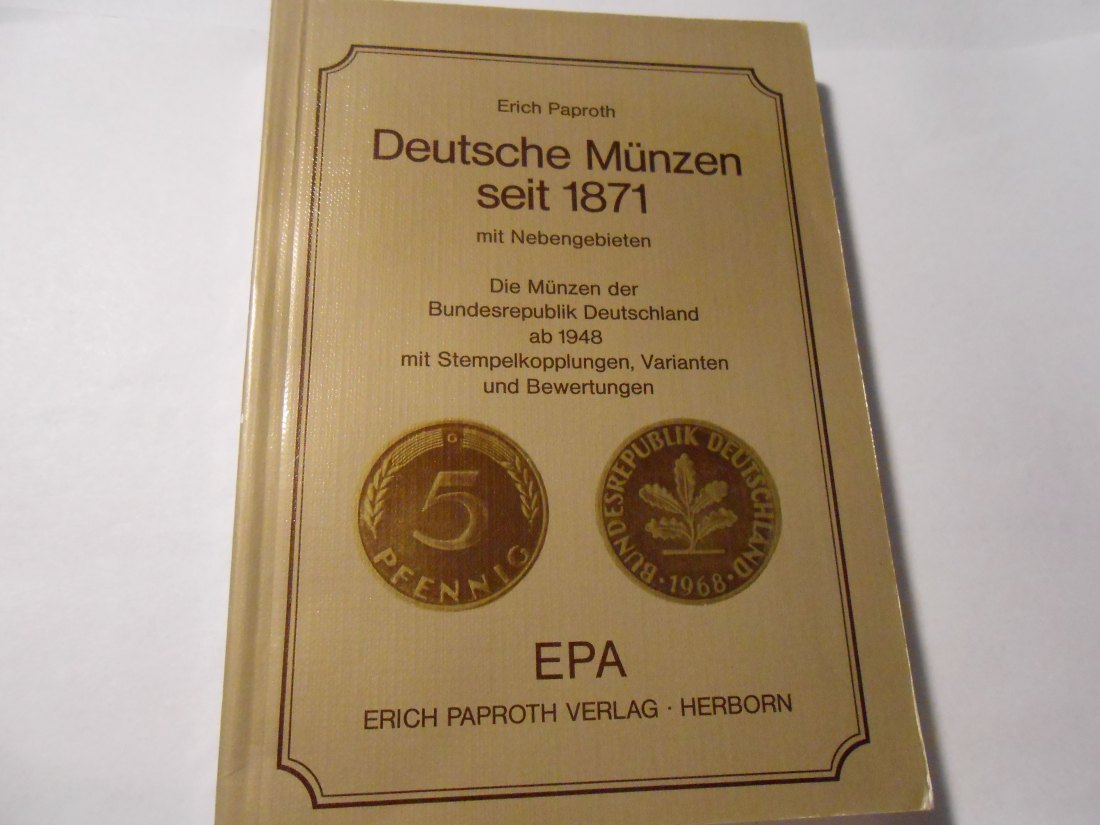 Erich Paproth
Deutsche Münzen
seit 1871
mit Nebengebieten
Die Münzen der
Bundesrepublik Deutschland
ab 1948
mit Stempelkopplungen, Varianten
und Bewertungen
G
5
PFENNIG
BUNDESREPUBLIK DEUTSCHLAND
· 1968 ·
EPA
ERICH PAPROTH VERLAG · HERBORN